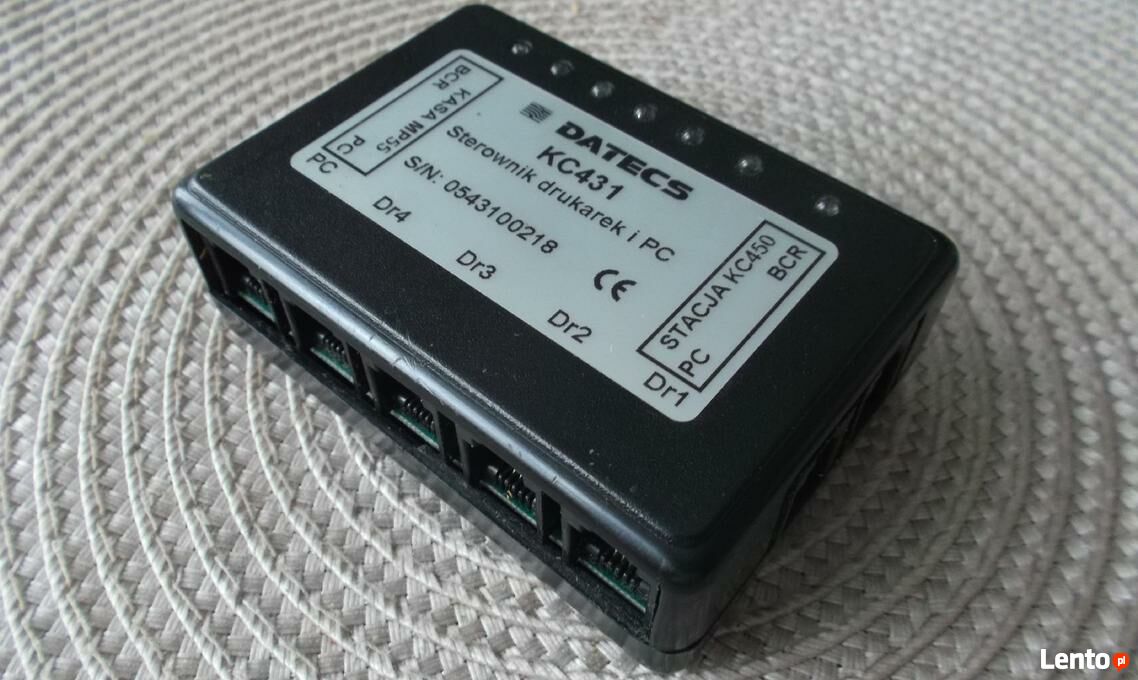 DATECS
KC431
Sterownik drukarek i PC
S/N: 0543100218
BCR
KASA MP55
PC
PC
Dr4
Dr3
Dr2
Dr1
CE
STACJA KC450
BCR
PC
Lento.pl